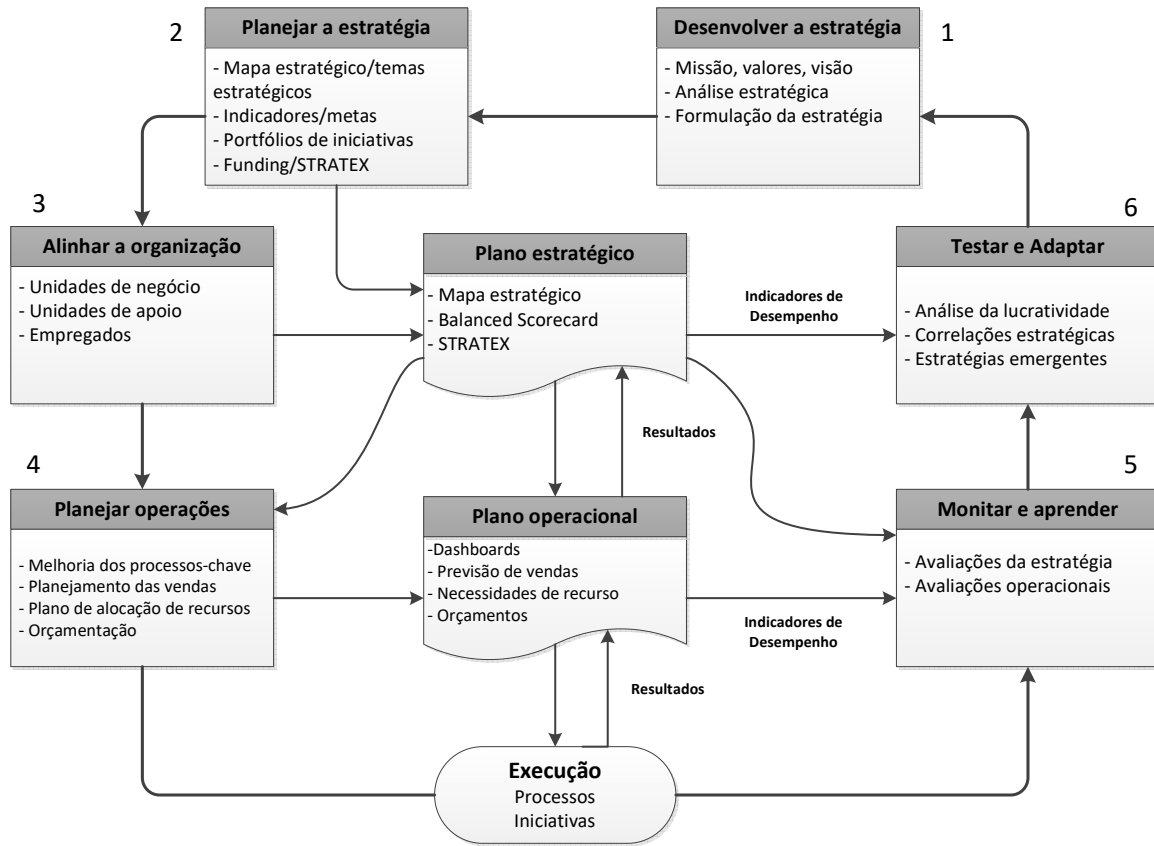 2
Planejar a estratégia
- Mapa estratégico/temas
estratégicos
- Indicadores/metas
- Portfólios de iniciativas
- Funding/STRATEX
Desenvolver a estratégia
1
- Missão, valores, visão
- Análise estratégica
- Formulação da estratégia
3
Alinhar a organização
- Unidades de negócio
- Unidades de apoio
- Empregados
Plano estratégico
- Mapa estratégico
- Balanced Scorecard
- STRATEX
Indicadores de
Desempenho
6
Testar e Adaptar
- Análise da lucratividade
- Correlações estratégicas
- Estratégias emergentes
Resultados
4
Planejar operações
- Melhoria dos processos-chave
- Planejamento das vendas
- Plano de alocação de recursos
- Orçamentação
Plano operacional
-Dashboards
- Previsão de vendas
- Necessidades de recurso
- Orçamentos
Indicadores de
Desempenho
5
Monitar e aprender
- Avaliações da estratégia
- Avaliações operacionais
Resultados
Execução
Processos
Iniciativas